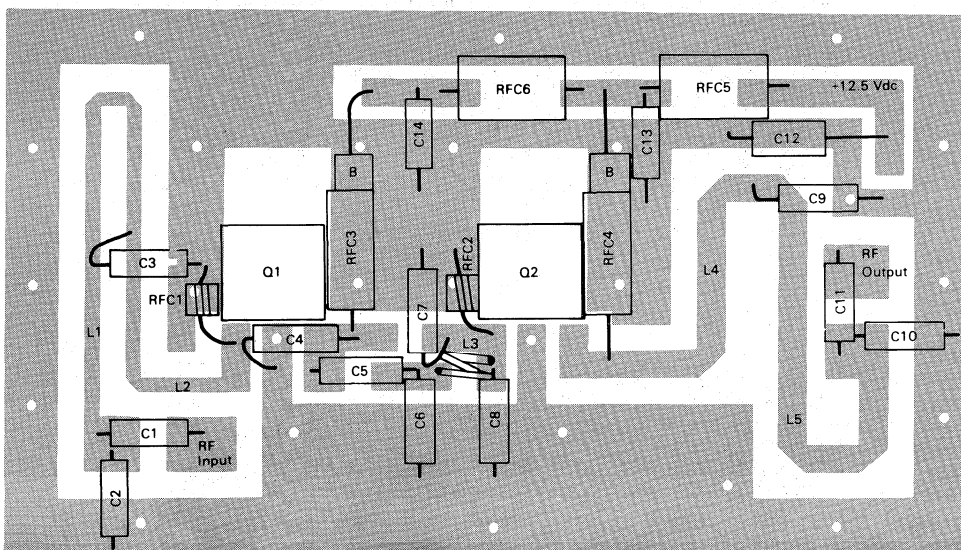 RFC6
RFC5
+12.5 Vdc
C14
C13
C12
B
B
C9
RFC3
RFC4
C3
Q1
RFC2
Q2
L4
RF
Output
RFC1
C7
C11
L1
C4
L3
C10
C5
L2
C6
C8
L5
C1
RF
Input
C2